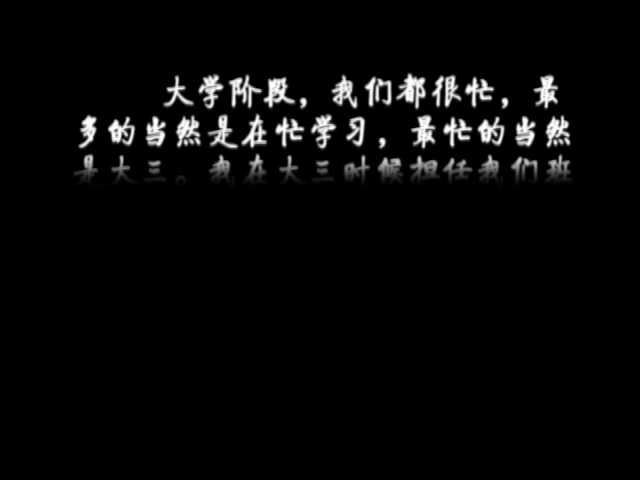 大学阶段，我们都很忙，最
多的当然是在忙学习，最忙的当然
是大三。我在大三时候担任我们班